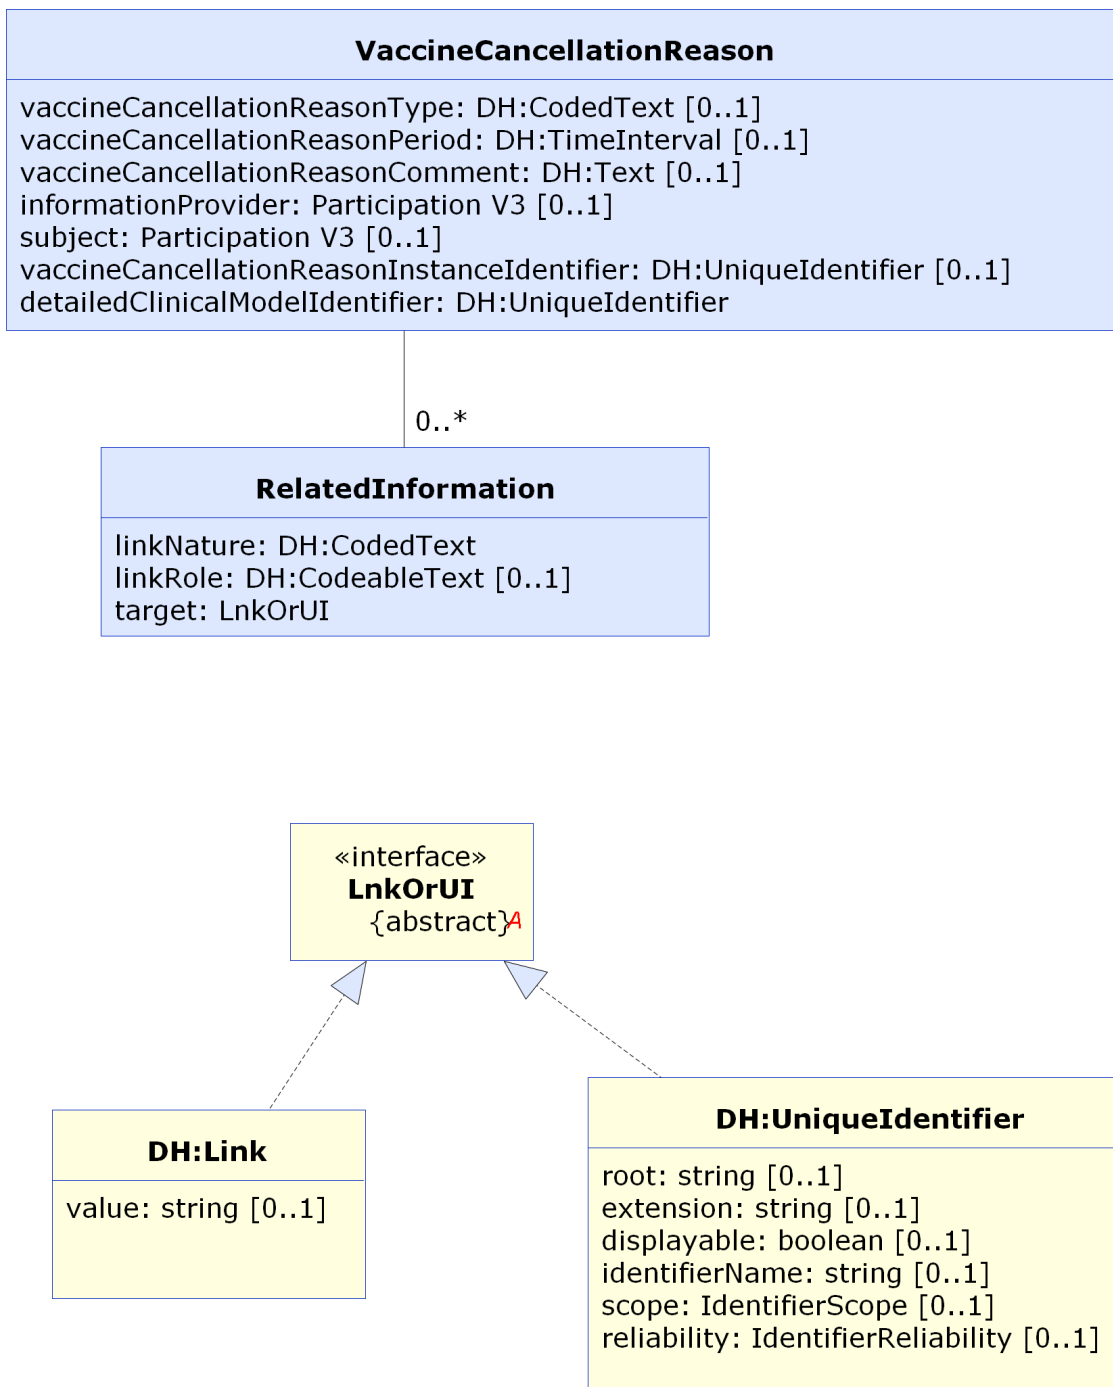 VaccineCancellationReason
vaccineCancellationReasonType: DH:CodedText [0..1]
vaccineCancellationReasonPeriod: DH:TimeInterval [0..1]
vaccineCancellationReasonComment: DH:Text [0..1]
informationProvider: Participation V3 [0..1]
subject: Participation V3 [0..1]
vaccineCancellationReasonInstanceIdentifier: DH:UniqueIdentifier [0..1]
detailedClinicalModelIdentifier: DH:UniqueIdentifier
0..*
RelatedInformation
linkNature: DH:CodedText
linkRole: DH:CodeableText [0..1]
target: LnkOrUI
«interface»
LnkOrUI
{abstract}A
DH:Link
value: string [0..1]
DH:UniqueIdentifier
root: string [0..1]
extension: string [0..1]
displayable: boolean [0..1]
identifierName: string [0..1]
scope: IdentifierScope [0..1]
reliability: IdentifierReliability [0..1]